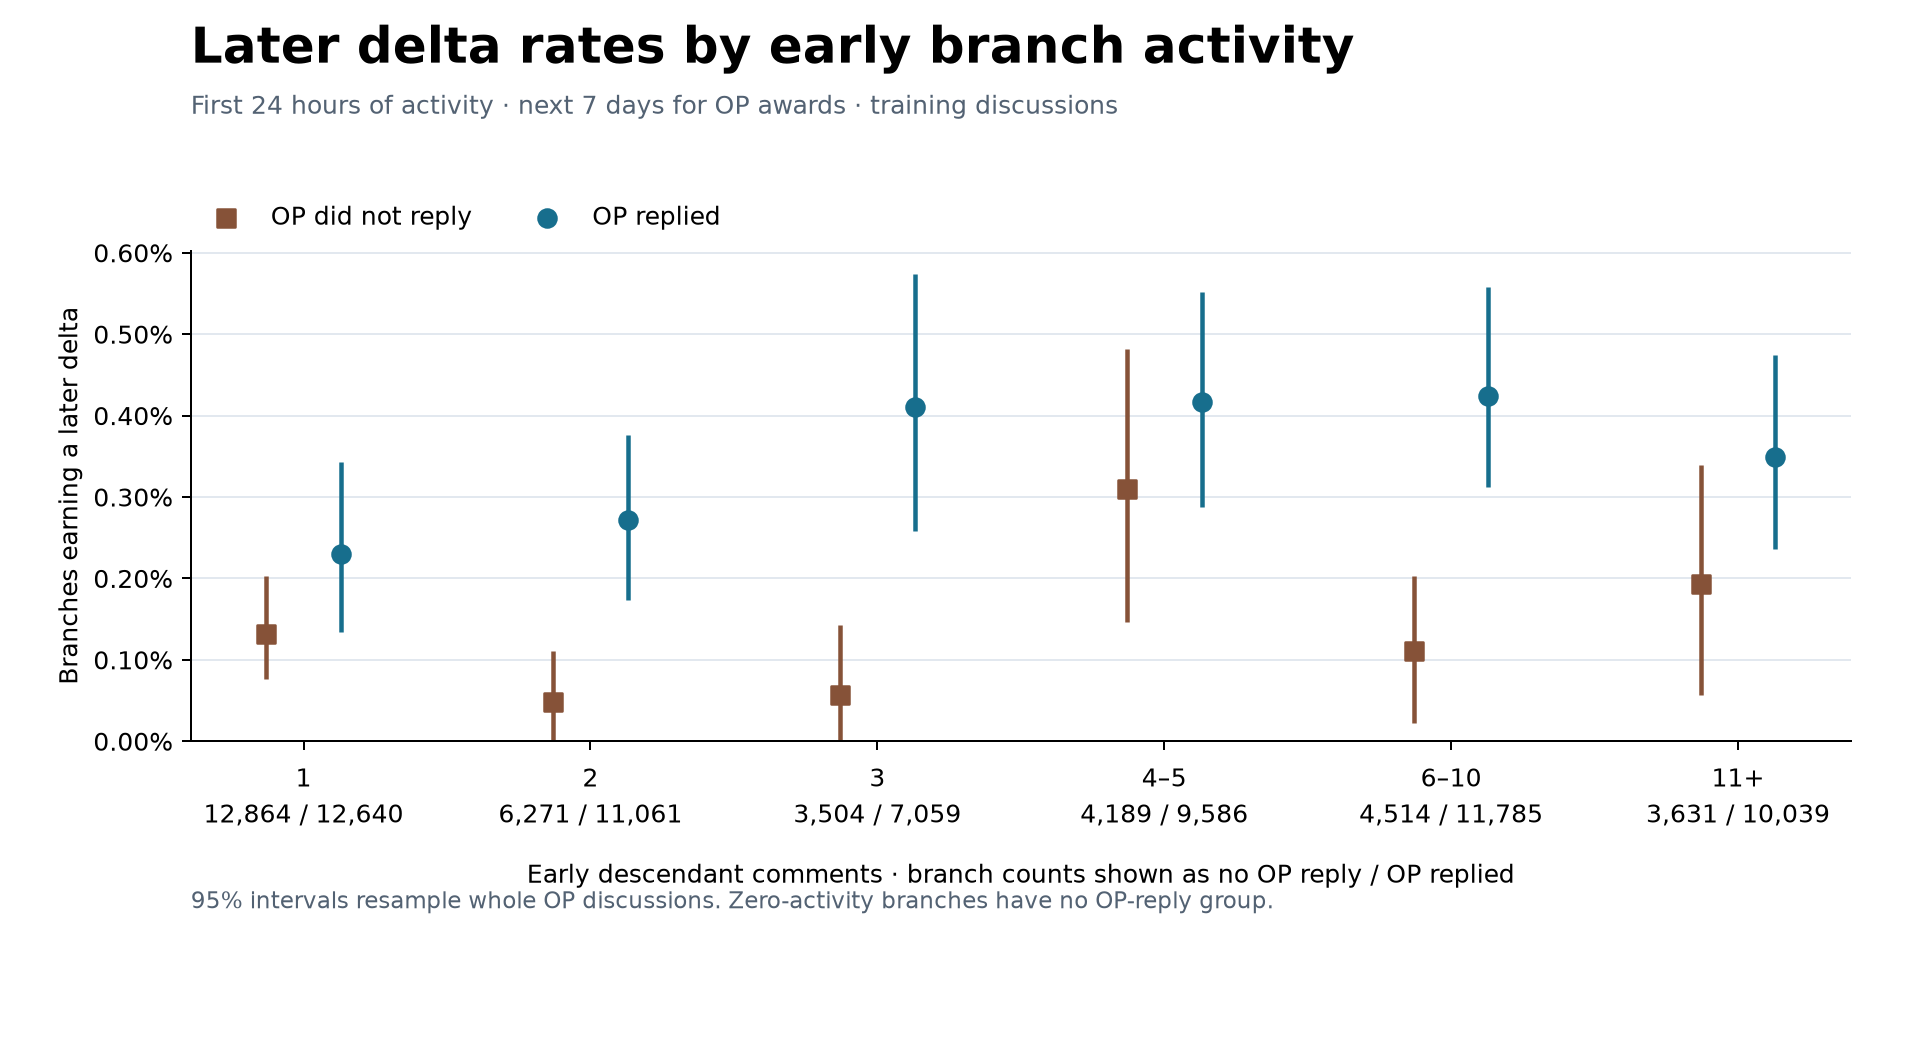 Later delta rates by early branch activity
First 24 hours of activity · next 7 days for OP awards · training discussions
OP did not reply
OP replied
Branches earning a later delta
0.60%
0.50%
0.40%
0.30%
0.20%
0.10%
0.00%
1
12,864 / 12,640
2
6,271 / 11,061
3
3,504 / 7,059
4–5
4,189 / 9,586
6–10
4,514 / 11,785
11+
3,631 / 10,039
Early descendant comments · branch counts shown as no OP reply / OP replied
95% intervals resample whole OP discussions. Zero-activity branches have no OP-reply group.